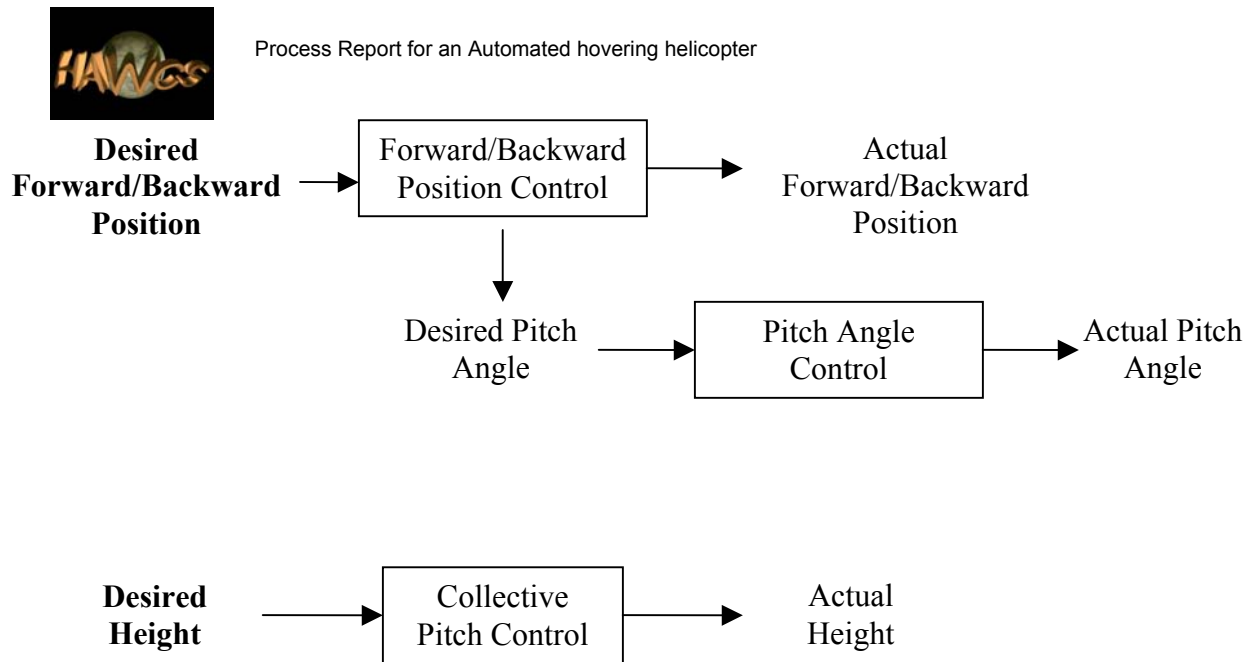 HAWGS
Process Report for an Automated hovering helicopter
Desired
Forward/Backward
Position
Forward/Backward
Position Control
Actual
Forward/Backward
Position
Desired Pitch
Angle
Pitch Angle
Control
Actual Pitch
Angle
Desired
Height
Collective
Pitch Control
Actual
Height